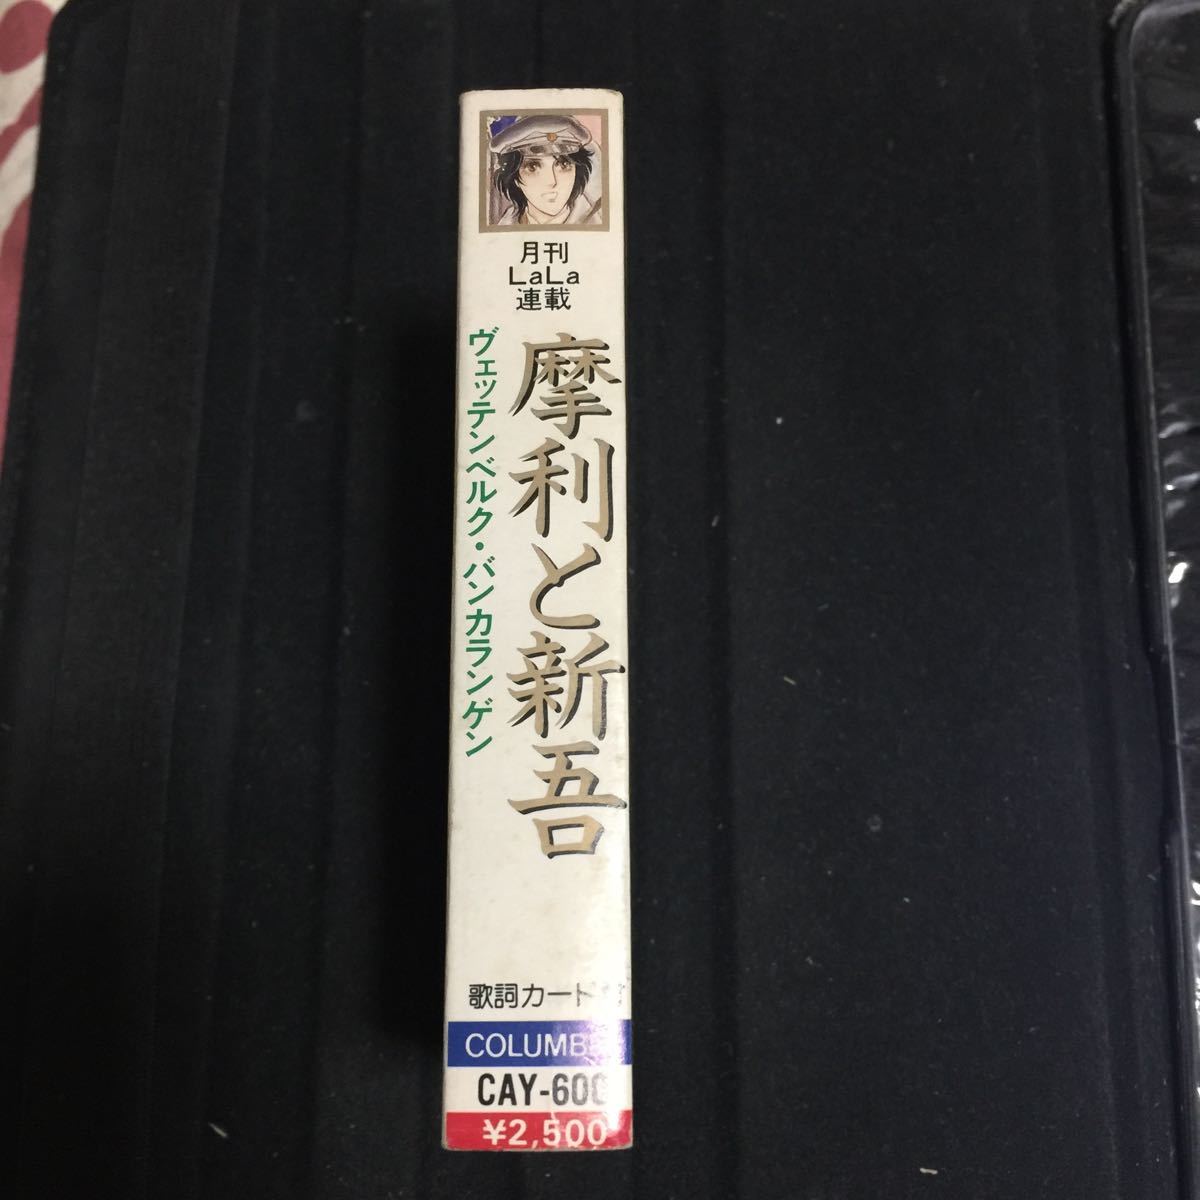 月刊
LaLa
連載
摩利と新吾
ヴェッテンベルク・バンカランゲン
歌詞カード
CAY-600
¥2,500